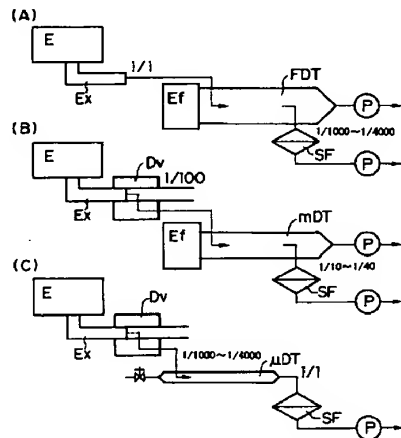 (A)
E
1/1
Ex
Ef
FDT
P
1/1000~1/4000
SF
P
(B)
E
Dv
1/100
Ex
Ef
mDT
P
1/10~1/40
SF
P
(C)
E
Dv
Ex
1/1000~1/4000
μDT
1/1
SF
P